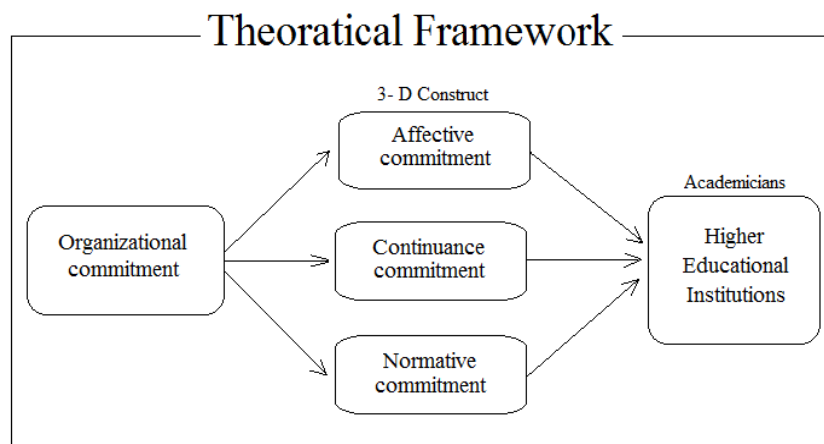 Theoratical Framework
3- D Construct
Affective
commitment
Academicians
Organizational
commitment
Continuance
commitment
Higher
Educational
Institutions
Normative
commitment